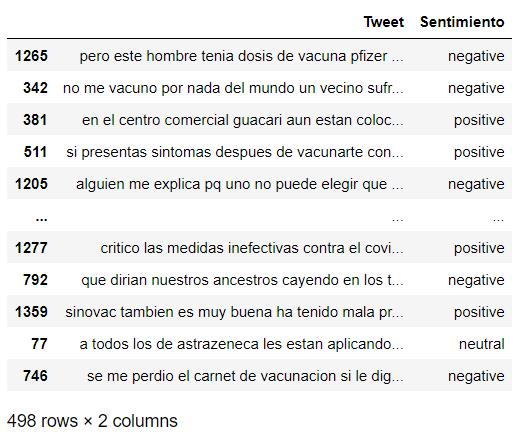 Tweet Sentimiento
1265 pero este hombre tenia dosis de vacuna pfizer ... negative
342 no me vacuno por nada del mundo un vecino sufr... negative
381 en el centro comercial guacari aun estan coloc... positive
511 si presentas sintomas despues de vacunarte con... positive
1205 alguien me explica pq uno no puede elegir que ... negative
... ... ...
1277 critico las medidas inefectivas contra el covi... positive
792 que dirian nuestros ancestros cayendo en los t... negative
1359 sinovac tambien es muy buena ha tenido mala pr... positive
77 a todos los de astrazeneca les estan aplicando... neutral
746 se me perdio el carnet de vacunacion si le dig... negative
498 rows × 2 columns